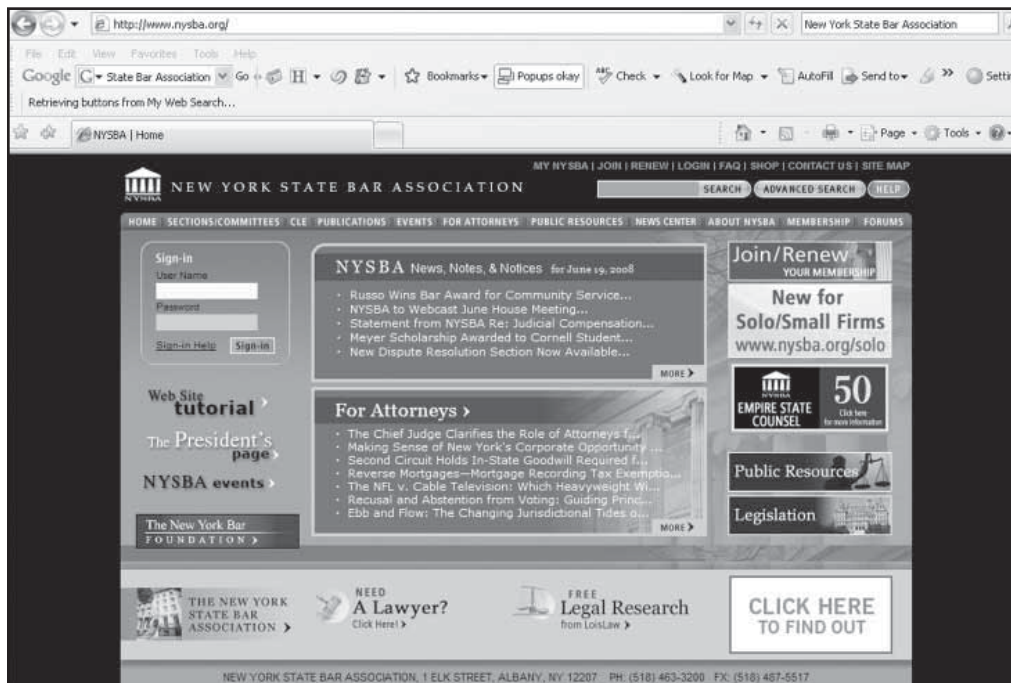 http://www.nysba.org/
New York State Bar Association
File Edit View Favorites Tools Help
Google G State Bar Association Go Bookmarks Popups okay Check Look for Map AutoFill Send to
Retrieving buttons from My Web Search...
NYSBA | Home
Page Tools
MY NYSBA | JOIN | RENEW | LOGIN | FAQ | SHOP | CONTACT US | SITE MAP
NYSBA
NEW YORK STATE BAR ASSOCIATION
SEARCH ADVANCED SEARCH HELP
HOME SECTIONS/COMMITTEES CLE PUBLICATIONS EVENTS FOR ATTORNEYS PUBLIC RESOURCES NEWS CENTER ABOUT NYSBA MEMBERSHIP FORUMS
Sign-in
User Name
Password
Sign-in Help Sign-in
Web Site
tutorial
The President's
page
NYSBA events
The New York Bar
FOUNDATION
NYSBA News, Notes, & Notices for June 19, 2008
· Russo Wins Bar Award for Community Service...
· NYSBA to Webcast June House Meeting...
· Statement from NYSBA Re: Judicial Compensation...
· Meyer Scholarship Awarded to Cornell Student...
· New Dispute Resolution Section Now Available...
MORE
For Attorneys
· The Chief Judge Clarifies the Role of Attorneys f...
· Making Sense of New York's Corporate Opportunity ...
· Second Circuit Holds In-State Goodwill Required f...
· Reverse Mortgages—Mortgage Recording Tax Exemptio...
· The NFL v. Cable Television: Which Heavyweight Wi...
· Recusal and Abstention from Voting: Guiding Princ...
· Ebb and Flow: The Changing Jurisdictional Tides o...
MORE
Join/Renew
YOUR MEMBERSHIP
New for
Solo/Small Firms
www.nysba.org/solo
NYSBA
EMPIRE STATE
COUNSEL
50
Click here
for more information
Public Resources
Legislation
THE NEW YORK
STATE BAR
ASSOCIATION
NEED
A Lawyer?
Click Here!
FREE
Legal Research
from LoisLaw
CLICK HERE
TO FIND OUT
NEW YORK STATE BAR ASSOCIATION, 1 ELK STREET, ALBANY, NY 12207 PH: (518) 463-3200 FX: (518) 487-5517